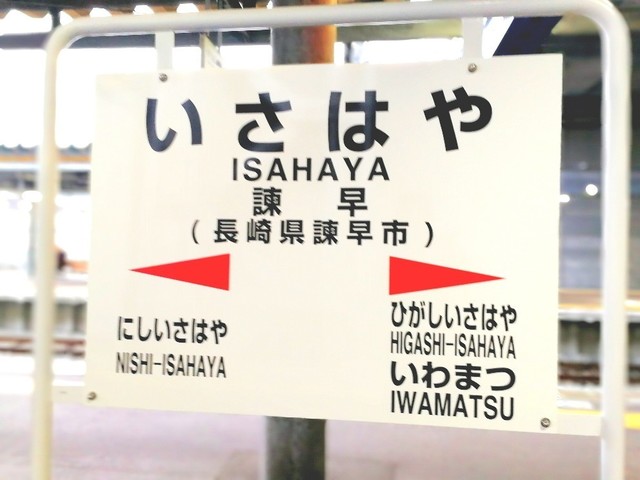 いさはや
ISAHAYA
諫早
(長崎県諫早市)
にしいさはや
NISHI-ISAHAYA
ひがしいさはや
HIGASHI-ISAHAYA
いわまつ
IWAMATSU